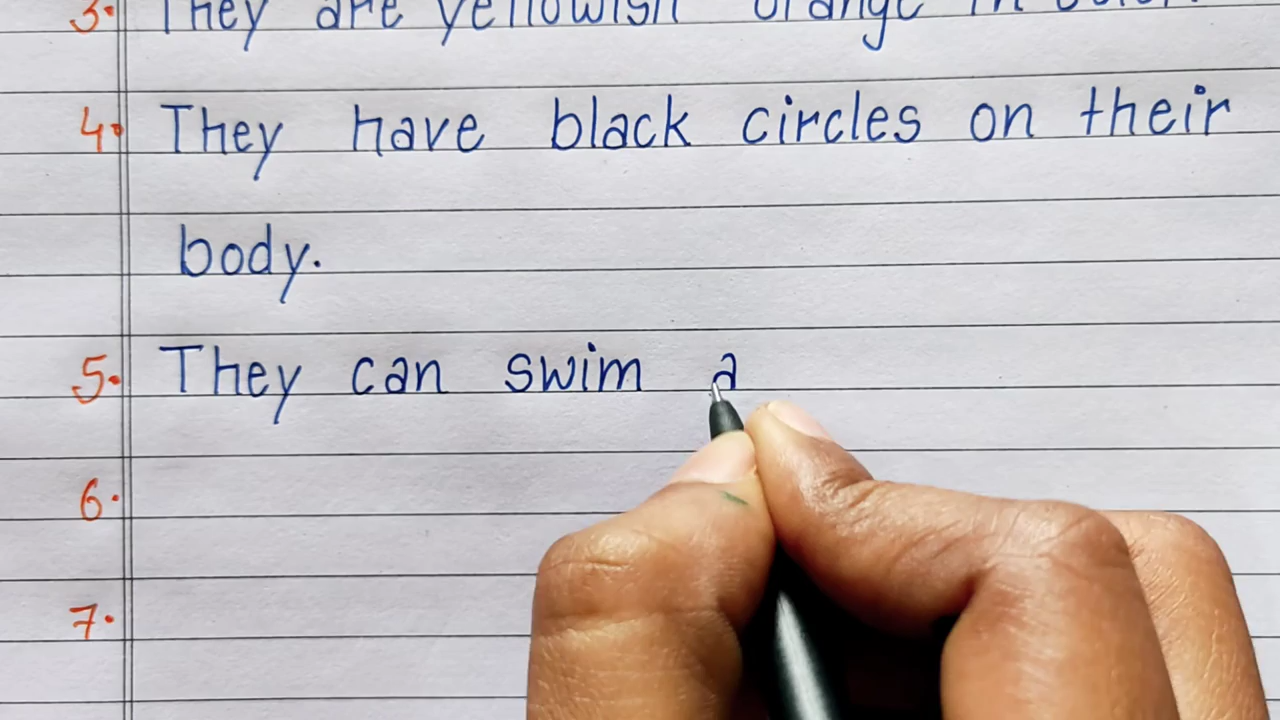 3. They are yellowish orange in color.
4. They have black circles on their
body.
5. They can swim a
6.
7.